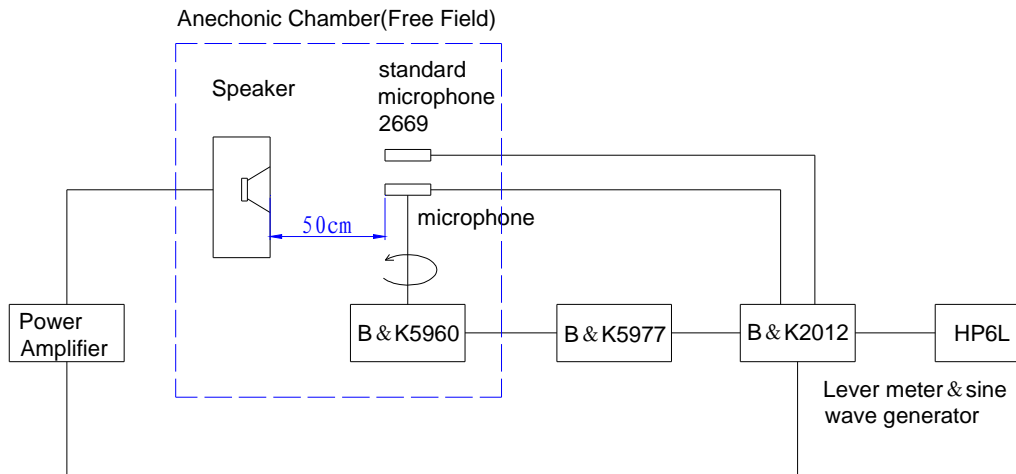 Anechonic Chamber(Free Field)
Speaker
standard
microphone
2669
microphone
50cm
Power
Amplifier
B&K5960
B&K5977
B&K2012
HP6L
Lever meter&sine
wave generator